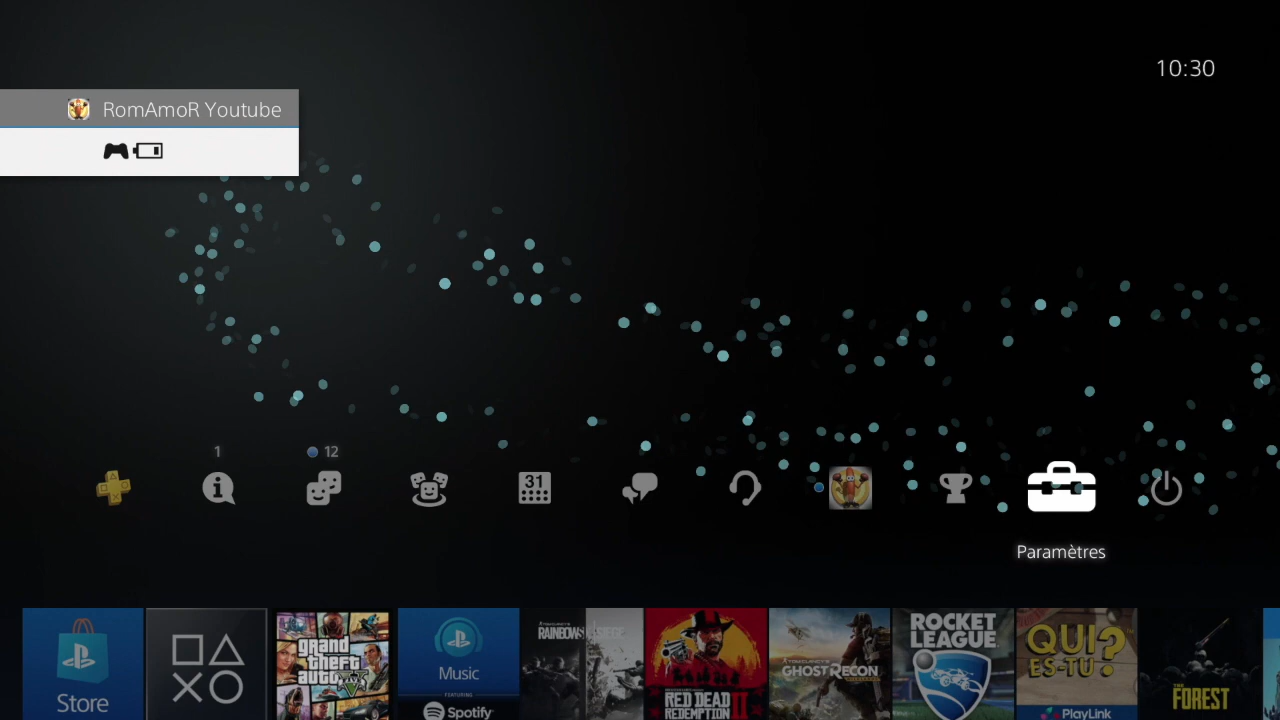 10:30
RomAmoR Youtube
1
12
31
Paramètres
Store
grand
theft
auto
V
Music
FEATURING
Spotify
RAINBOW SIEGE
RED DEAD
REDEMPTION II
GHOST RECON
ROCKET
LEAGUE
QUI?
ES-TU?
PlayLink
THE
FOREST